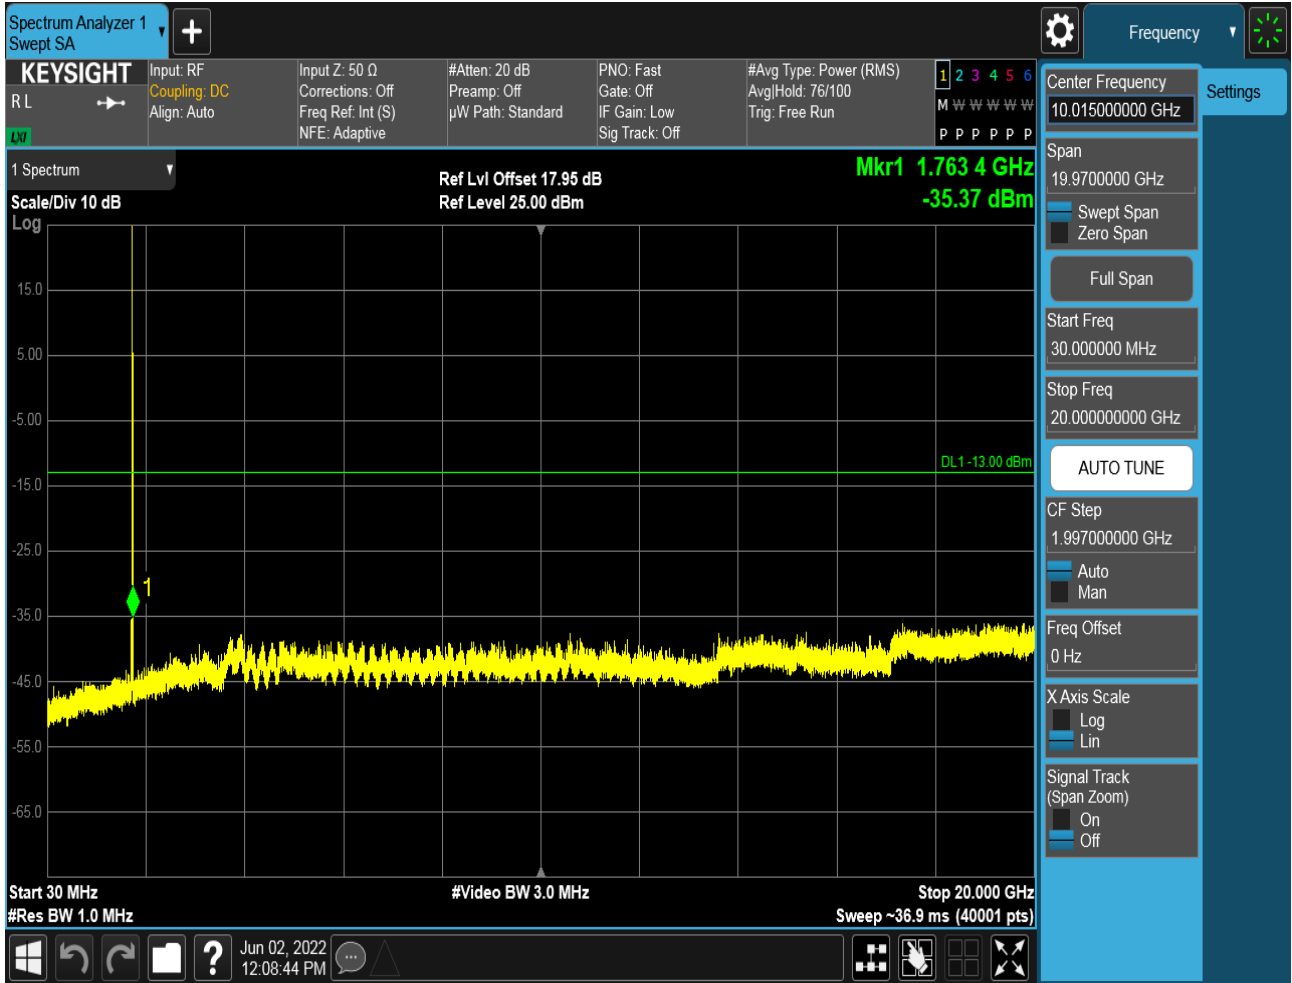 Spectrum Analyzer 1
Swept SA
Frequency
KEYSIGHT
R L
LXI
Input: RF
Coupling: DC
Align: Auto
Input Z: 50 Ω
Corrections: Off
Freq Ref: Int (S)
NFE: Adaptive
#Atten: 20 dB
Preamp: Off
µW Path: Standard
PNO: Fast
Gate: Off
IF Gain: Low
Sig Track: Off
#Avg Type: Power (RMS)
Avg|Hold: 76/100
Trig: Free Run
1 2 3 4 5 6
M W W W W W
P P P P P P
1 Spectrum
Scale/Div 10 dB
Log
Ref Lvl Offset 17.95 dB
Ref Level 25.00 dBm
Mkr1 1.763 4 GHz
-35.37 dBm
15.0
5.00
-5.00
DL1 -13.00 dBm
-15.0
-25.0
1
-35.0
-45.0
-55.0
-65.0
Start 30 MHz
#Res BW 1.0 MHz
#Video BW 3.0 MHz
Stop 20.000 GHz
Sweep ~36.9 ms (40001 pts)
Jun 02, 2022
12:08:44 PM
Center Frequency
10.015000000 GHz
Settings
Span
19.9700000 GHz
Swept Span
Zero Span
Full Span
Start Freq
30.000000 MHz
Stop Freq
20.000000000 GHz
AUTO TUNE
CF Step
1.997000000 GHz
Auto
Man
Freq Offset
0 Hz
X Axis Scale
Log
Lin
Signal Track
(Span Zoom)
On
Off